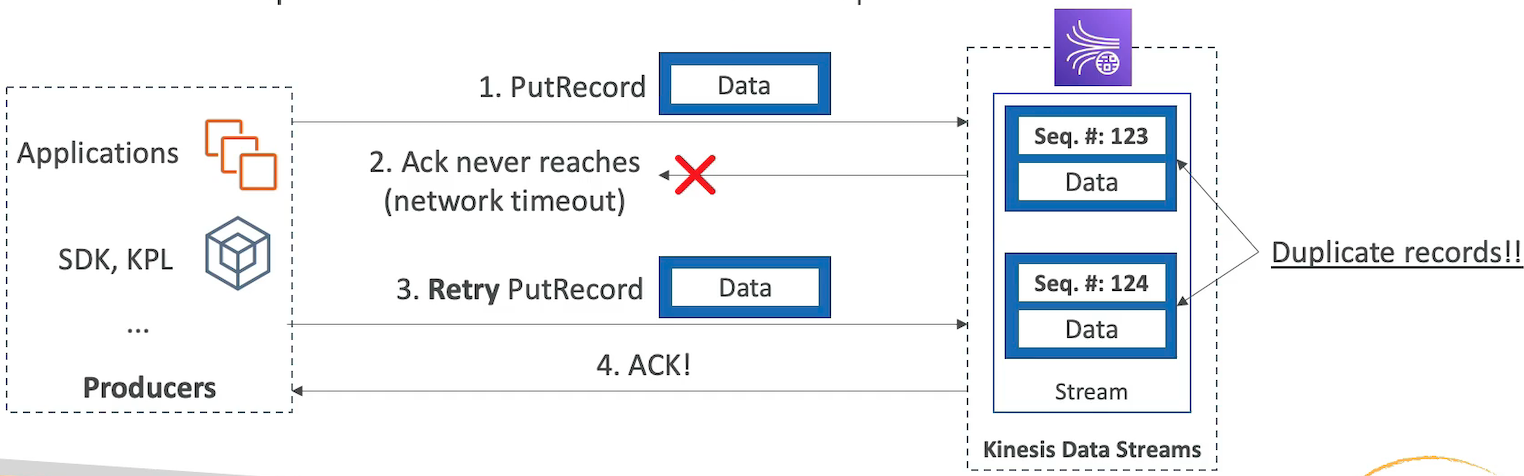 1. PutRecord
Data
Applications
2. Ack never reaches
(network timeout)
SDK, KPL
3. Retry PutRecord
Data
...
4. ACK!
Producers
Seq. #: 123
Data
Duplicate records!!
Seq. #: 124
Data
Stream
Kinesis Data Streams